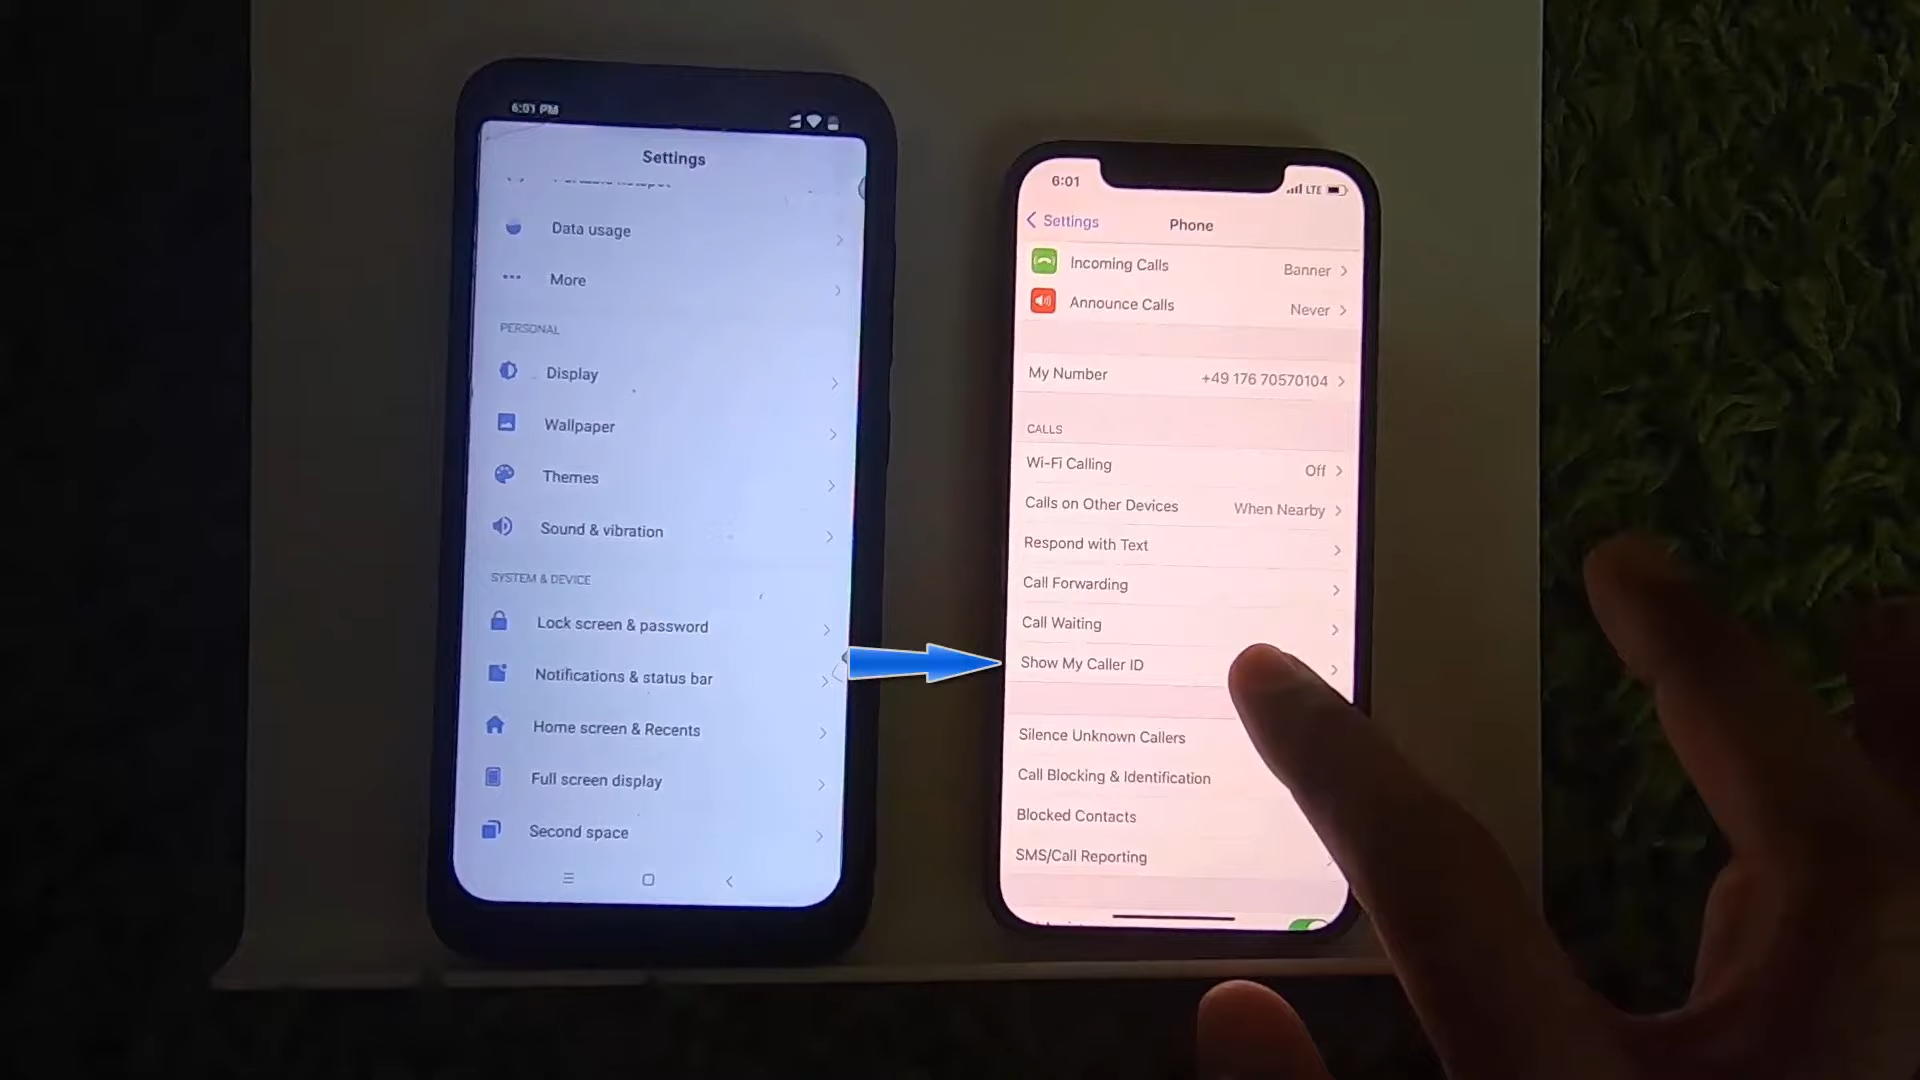 6:01 PM
Settings
Data usage
More
PERSONAL
Display
Wallpaper
Themes
Sound & vibration
SYSTEM & DEVICE
Lock screen & password
Notifications & status bar
Home screen & Recents
Full screen display
Second space
6:01
LTE
Settings
Phone
Incoming Calls Banner
Announce Calls Never
My Number +49 176 70570104
CALLS
Wi-Fi Calling Off
Calls on Other Devices When Nearby
Respond with Text
Call Forwarding
Call Waiting
Show My Caller ID
Silence Unknown Callers
Call Blocking & Identification
Blocked Contacts
SMS/Call Reporting